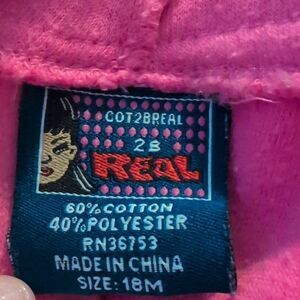 COT2BREAL
2B
REAL
60% COTTON
40% POLYESTER
RN36753
MADE IN CHINA
SIZE: 18M